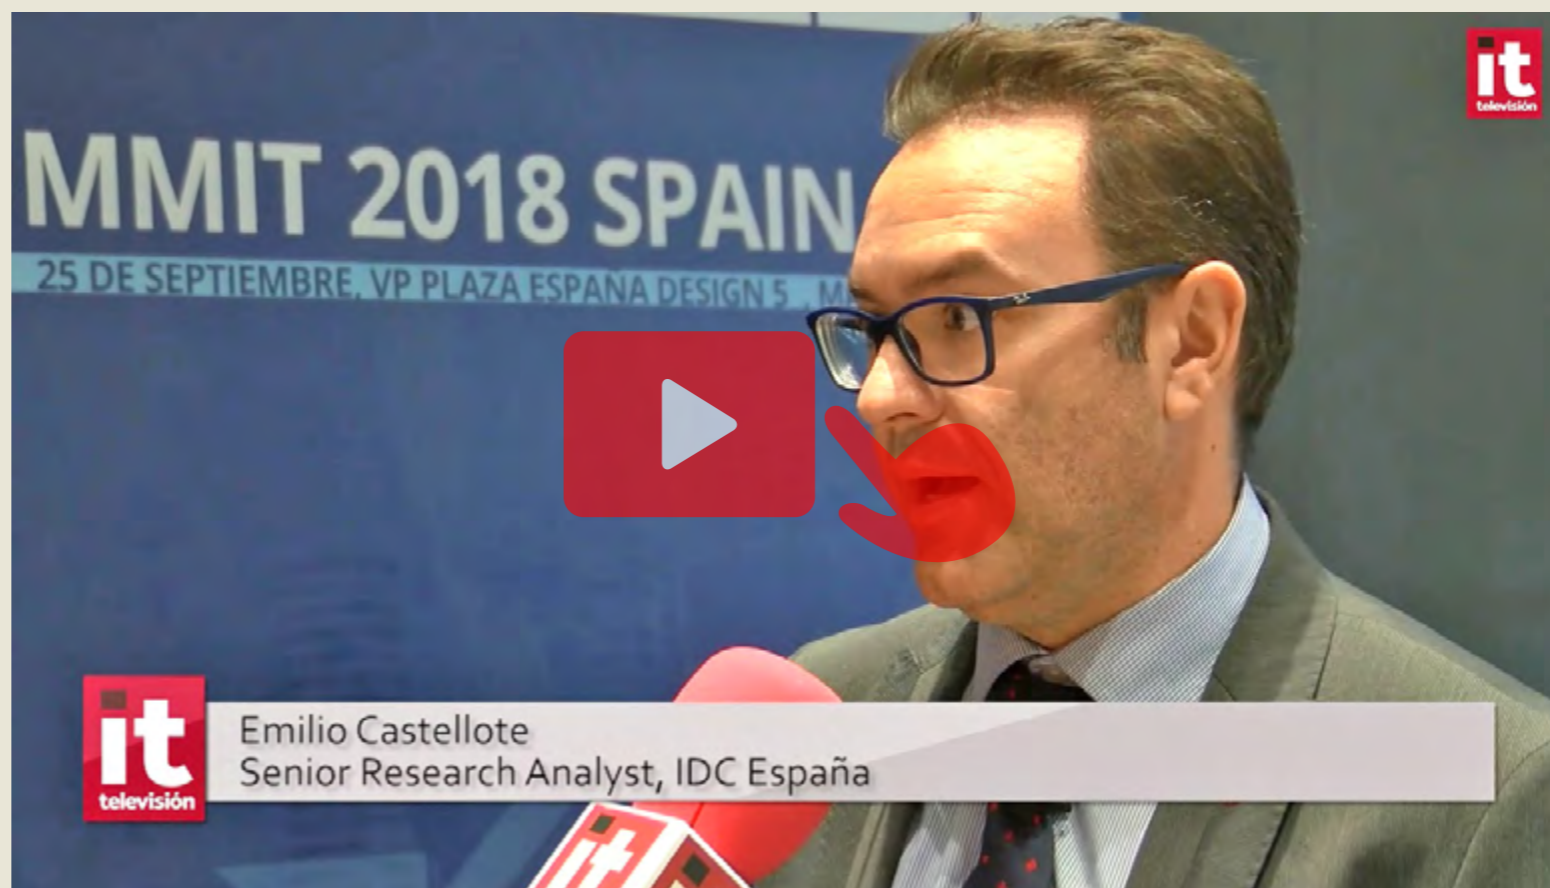 it
televisión
MMIT 2018 SPAIN
25 DE SEPTIEMBRE, VP PLAZA ESPAÑA DESIGN 5
Emilio Castellote
Senior Research Analyst, IDC España
it
televisión
it